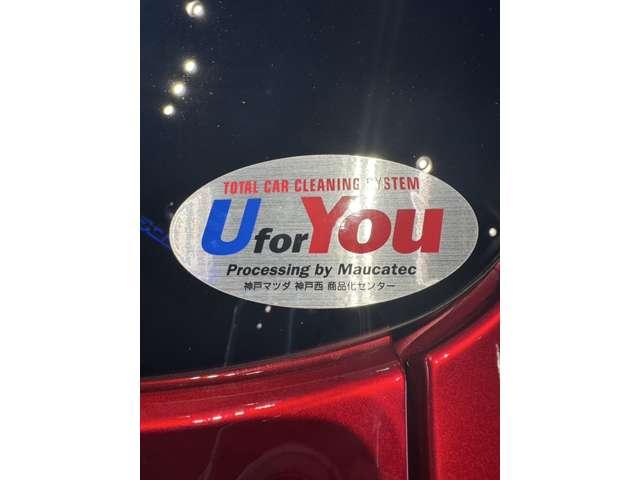 TOTAL CAR CLEANING SYSTEM
U for You
Processing by Maucatec
神戸マツダ 神戸西 商品化センター